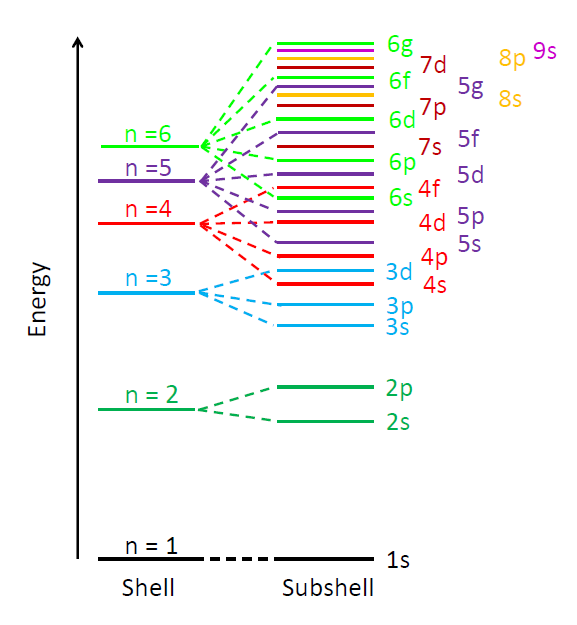 6g
9s
8p
7d
6f
5g
8s
7p
6d
n =6
5f
7s
6p
n =5
5d
4f
6s
n =4
5p
4d
5s
4p
3d
n =3
4s
3p
3s
n = 2
2p
2s
n = 1
1s
Energy
Shell
Subshell